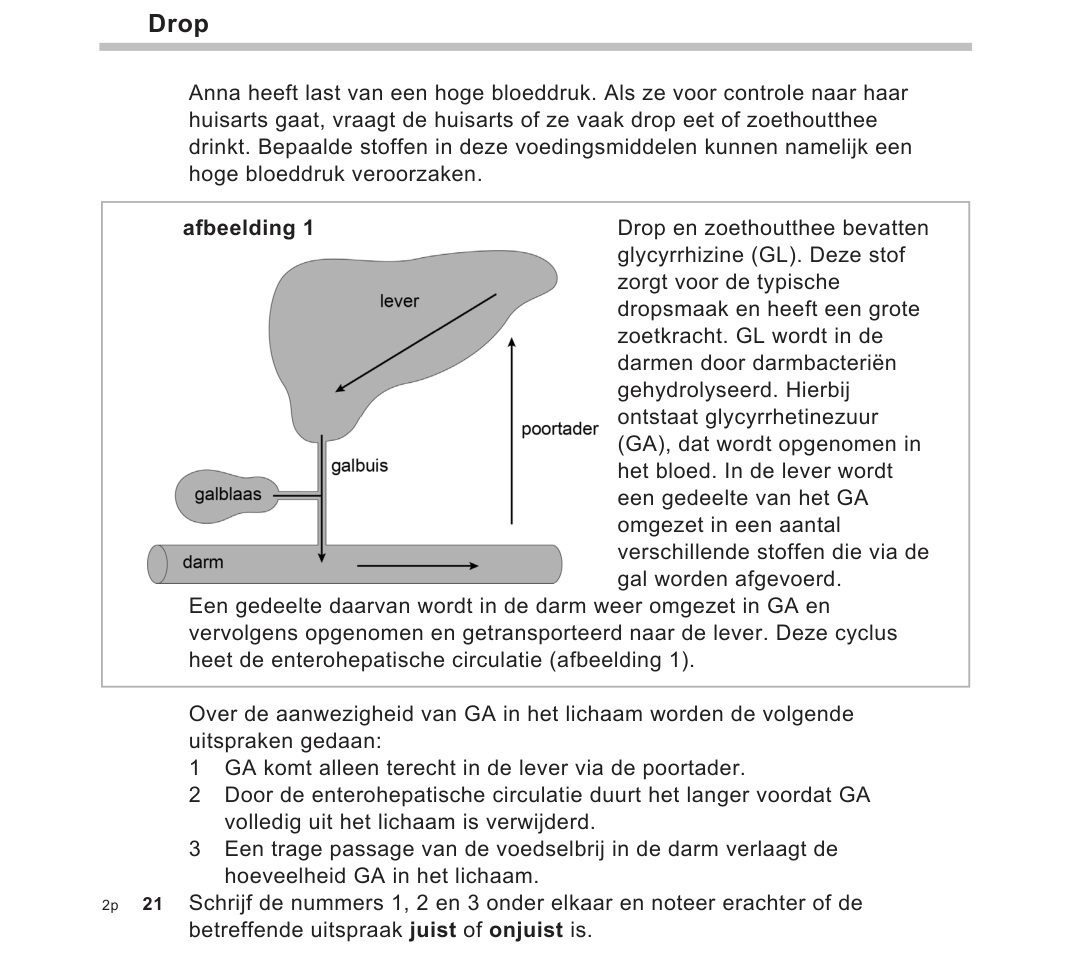 Drop
Anna heeft last van een hoge bloeddruk. Als ze voor controle naar haar
huisarts gaat, vraagt de huisarts of ze vaak drop eet of zoethoutthee
drinkt. Bepaalde stoffen in deze voedingsmiddelen kunnen namelijk een
hoge bloeddruk veroorzaken.
afbeelding 1
lever
poortader
galbuis
galblaas
darm
Drop en zoethoutthee bevatten
glycyrrhizine (GL). Deze stof
zorgt voor de typische
dropsmaak en heeft een grote
zoetkracht. GL wordt in de
darmen door darmbacteriën
gehydrolyseerd. Hierbij
ontstaat glycyrrhetinezuur
(GA), dat wordt opgenomen in
het bloed. In de lever wordt
een gedeelte van het GA
omgezet in een aantal
verschillende stoffen die via de
gal worden afgevoerd.
Een gedeelte daarvan wordt in de darm weer omgezet in GA en
vervolgens opgenomen en getransporteerd naar de lever. Deze cyclus
heet de enterohepatische circulatie (afbeelding 1).
Over de aanwezigheid van GA in het lichaam worden de volgende
uitspraken gedaan:
1 GA komt alleen terecht in de lever via de poortader.
2 Door de enterohepatische circulatie duurt het langer voordat GA
volledig uit het lichaam is verwijderd.
3 Een trage passage van de voedselbrij in de darm verlaagt de
hoeveelheid GA in het lichaam.
2p 21 Schrijf de nummers 1, 2 en 3 onder elkaar en noteer erachter of de
betreffende uitspraak juist of onjuist is.